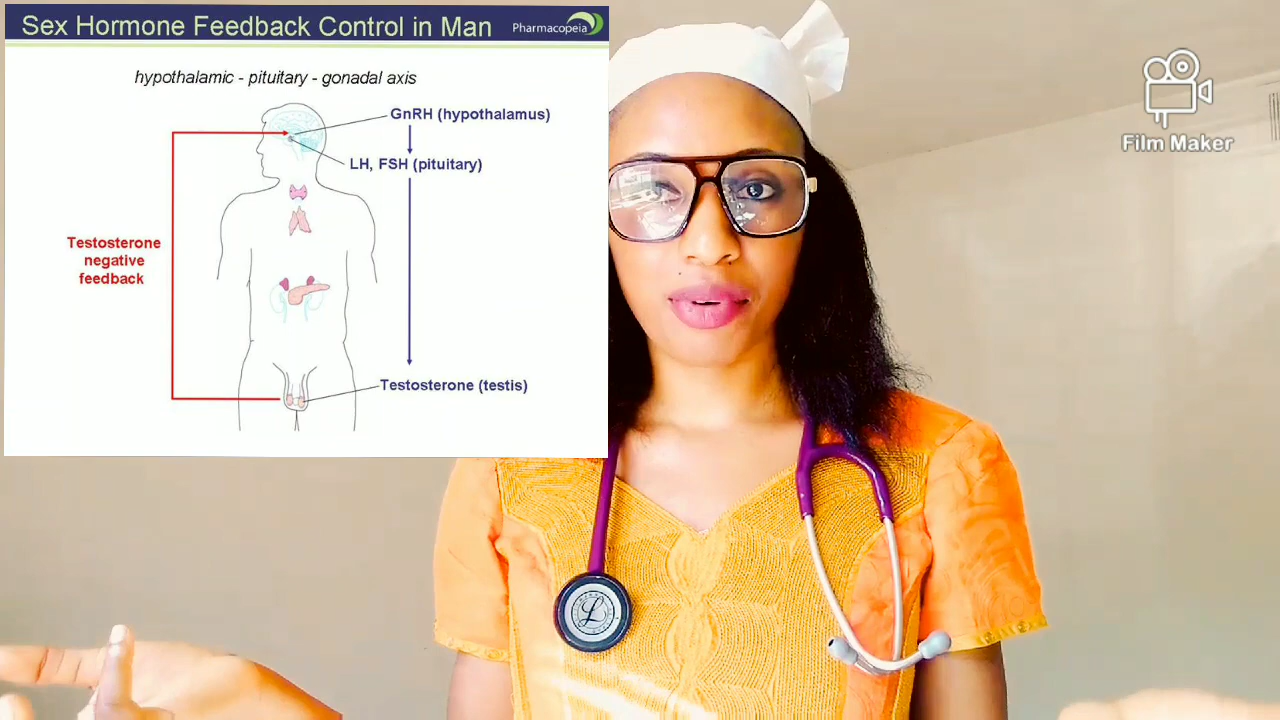 Sex Hormone Feedback Control in Man
Pharmacopeia
hypothalamic - pituitary - gonadal axis
GnRH (hypothalamus)
LH, FSH (pituitary)
Testosterone
negative
feedback
Testosterone (testis)
Film Maker
L